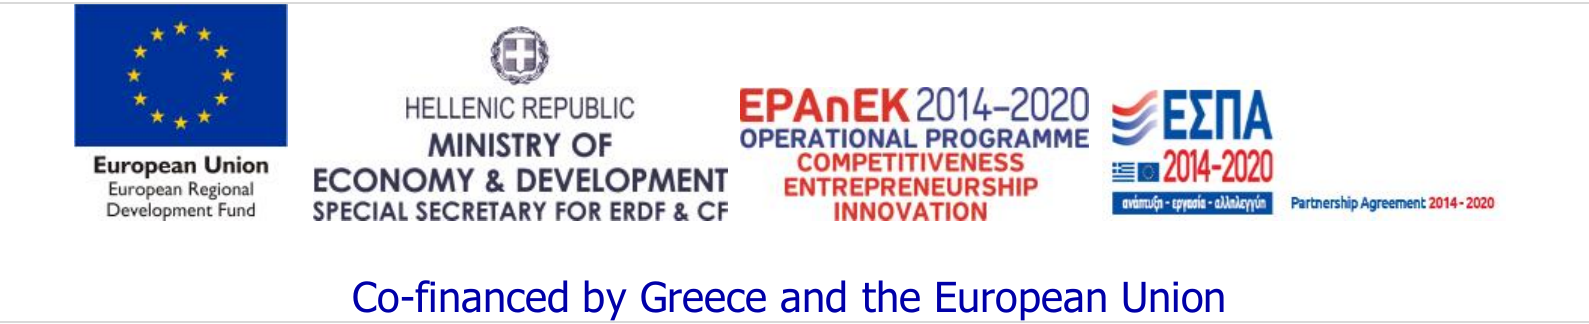 European Union
European Regional
Development Fund
HELLENIC REPUBLIC
MINISTRY OF
ECONOMY & DEVELOPMENT
SPECIAL SECRETARY FOR ERDF & CF
EPAnEK 2014–2020
OPERATIONAL PROGRAMME
COMPETITIVENESS
ENTREPRENEURSHIP
INNOVATION
ΕΣΠΑ
2014-2020
ανάπτυξη - εργασία - αλληλεγγύη
Partnership Agreement 2014 - 2020
Co-financed by Greece and the European Union